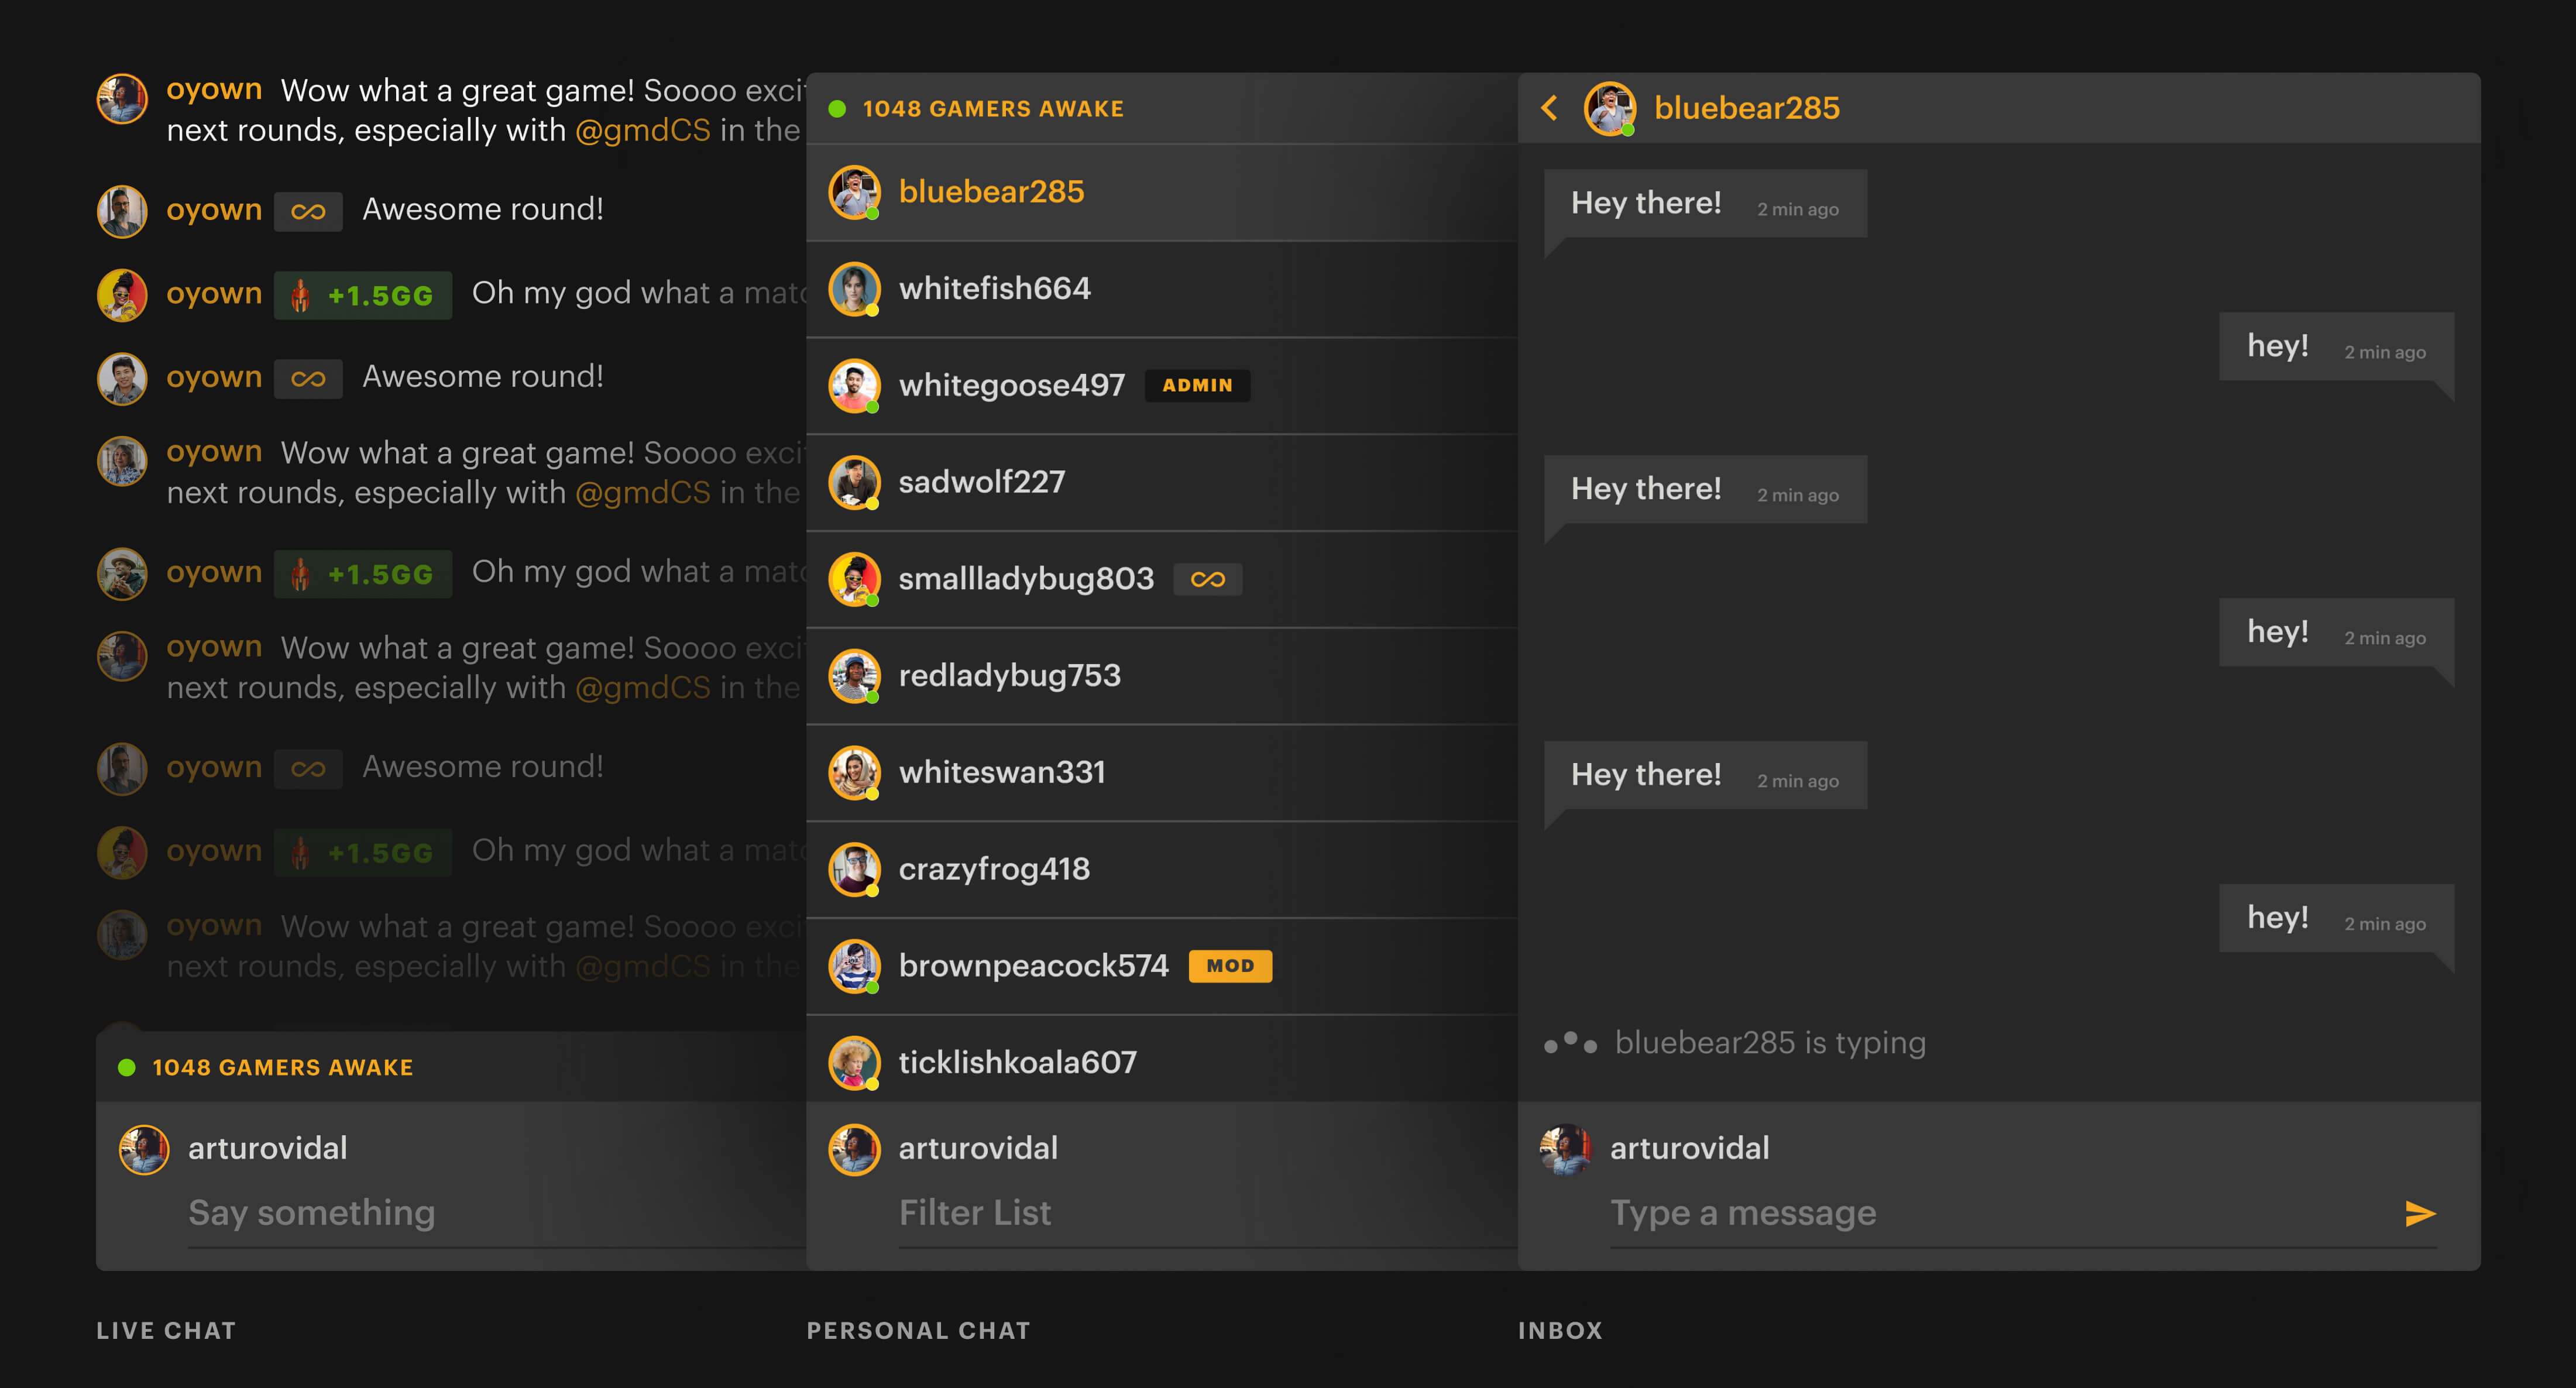 oyown Wow what a great game! Soooo exci
next rounds, especially with @gmdCS in the
oyown Awesome round!
oyown +1.5GG Oh my god what a matc
oyown Awesome round!
oyown Wow what a great game! Soooo exci
next rounds, especially with @gmdCS in the
oyown +1.5GG Oh my god what a matc
oyown Wow what a great game! Soooo exci
next rounds, especially with @gmdCS in the
oyown Awesome round!
oyown +1.5GG Oh my god what a matc
oyown Wow what a great game! Soooo exci
next rounds, especially with @gmdCS in the
1048 GAMERS AWAKE
arturovidal
Say something
LIVE CHAT
1048 GAMERS AWAKE
bluebear285
whitefish664
whitegoose497 ADMIN
sadwolf227
smallladybug803
redladybug753
whiteswan331
crazyfrog418
brownpeacock574 MOD
ticklishkoala607
arturovidal
Filter List
PERSONAL CHAT
bluebear285
Hey there! 2 min ago
hey! 2 min ago
Hey there! 2 min ago
hey! 2 min ago
Hey there! 2 min ago
hey! 2 min ago
bluebear285 is typing
arturovidal
Type a message
INBOX